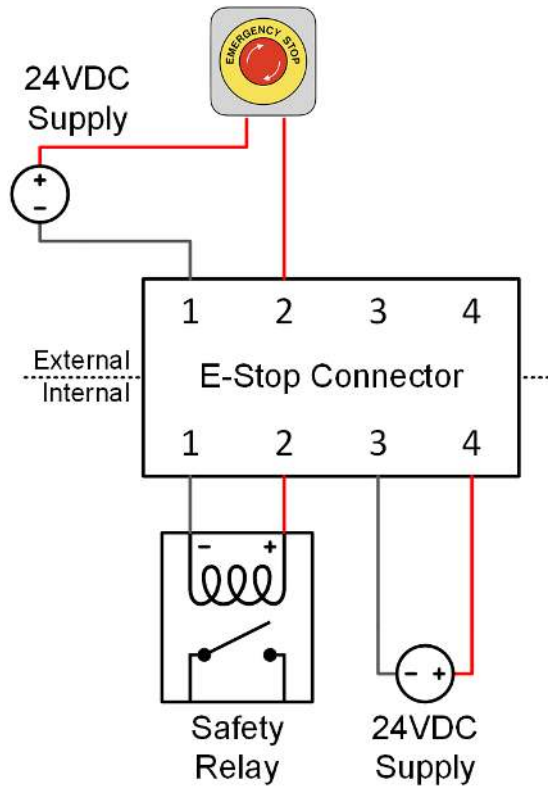 EMERGENCY STOP
24VDC
Supply
+
-
1 2 3 4
External
Internal
E-Stop Connector
1 2 3 4
- +
- +
Safety
Relay
24VDC
Supply